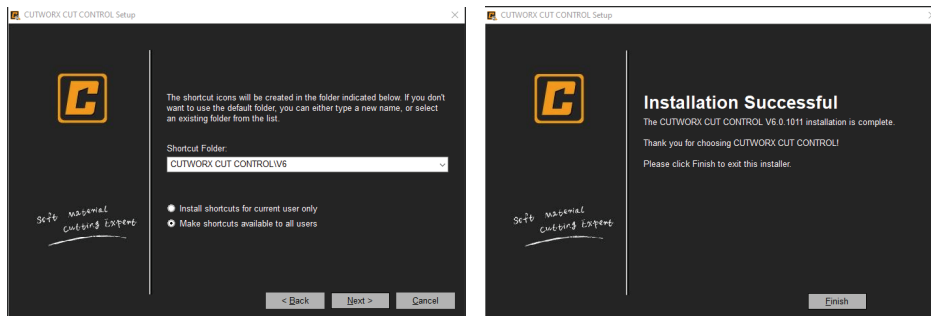 CUTWORX CUT CONTROL Setup
C
The shortcut icons will be created in the folder indicated below. If you don't
want to use the default folder, you can either type a new name, or select
an existing folder from the list.
Shortcut Folder:
CUTWORX CUT CONTROL\V6
Soft Material
Cutting Expert
Install shortcuts for current user only
Make shortcuts available to all users
< Back
Next >
Cancel
CUTWORX CUT CONTROL Setup
C
Installation Successful
The CUTWORX CUT CONTROL V6.0.1011 installation is complete.
Thank you for choosing CUTWORX CUT CONTROL!
Please click Finish to exit this installer.
Soft Material
Cutting Expert
Finish